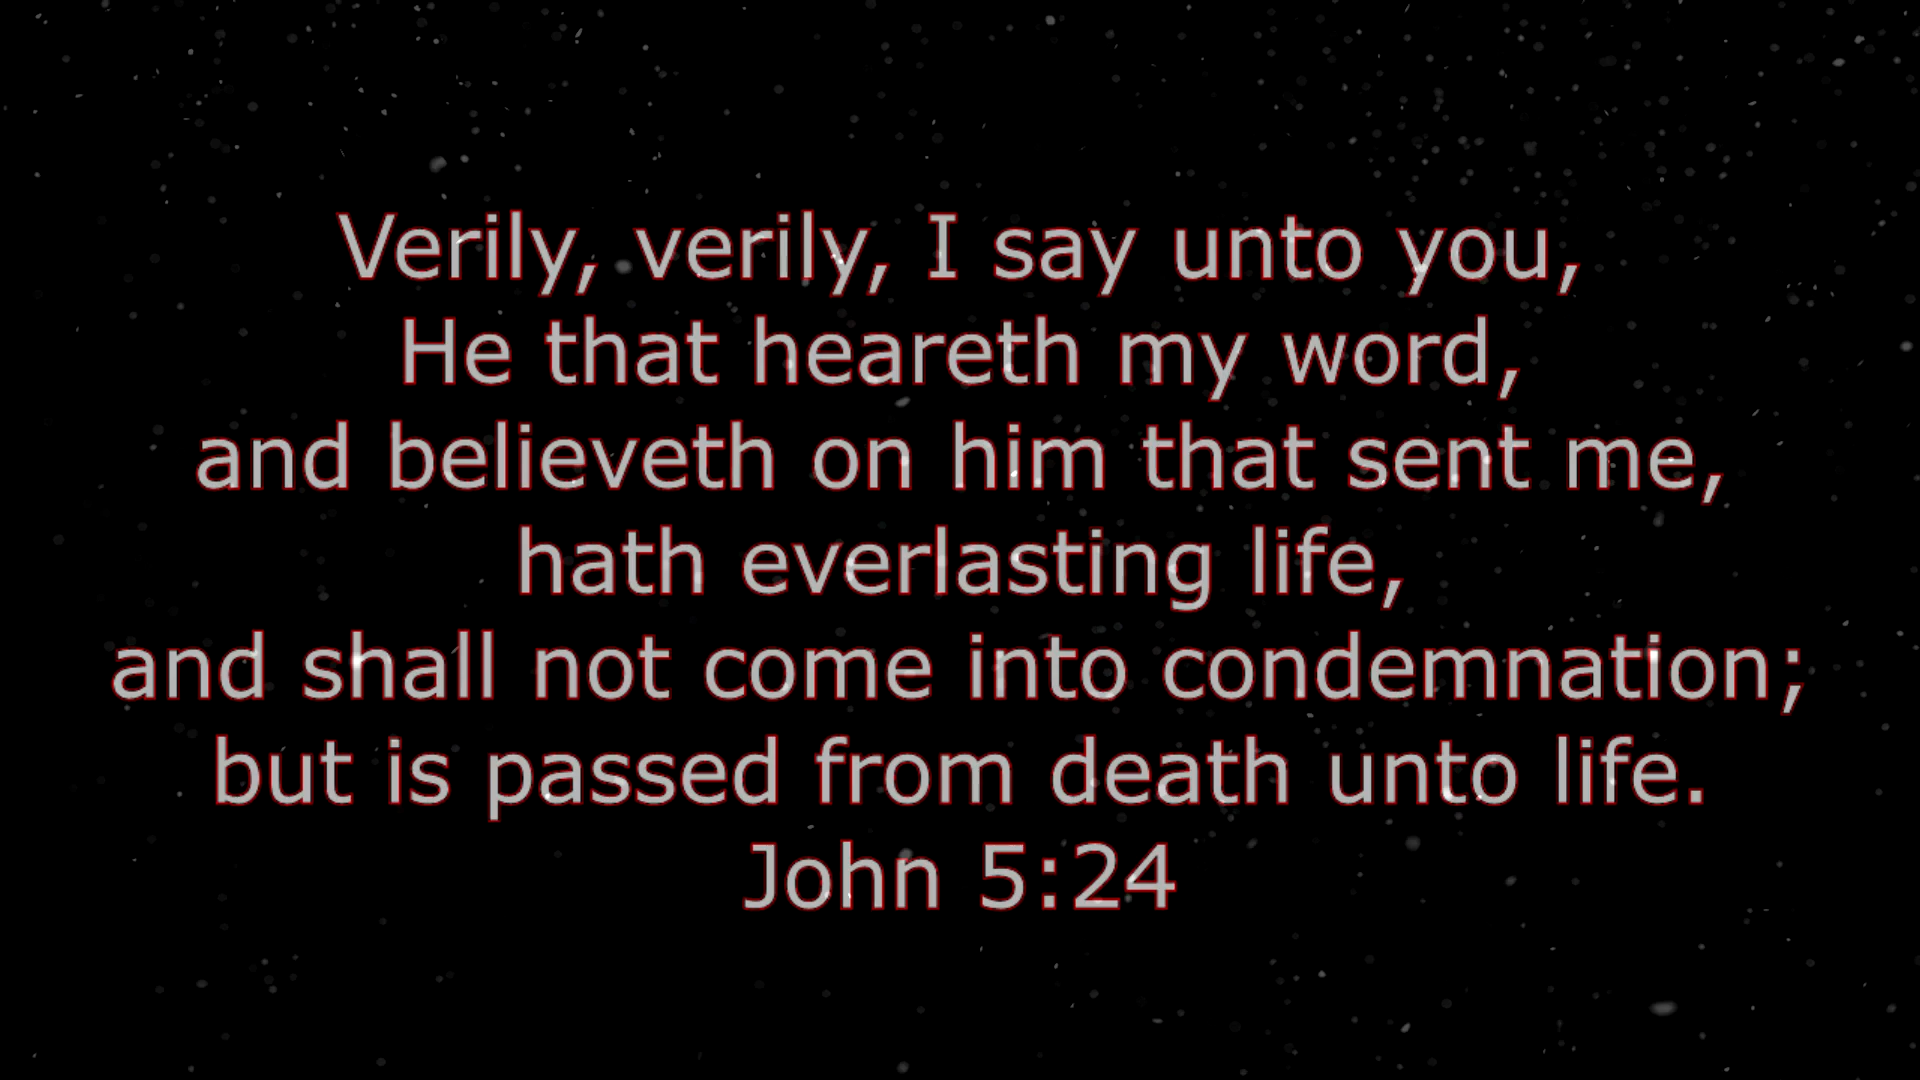 Verily, verily, I say unto you,
He that heareth my word,
and believeth on him that sent me,
hath everlasting life,
and shall not come into condemnation;
but is passed from death unto life.
John 5:24